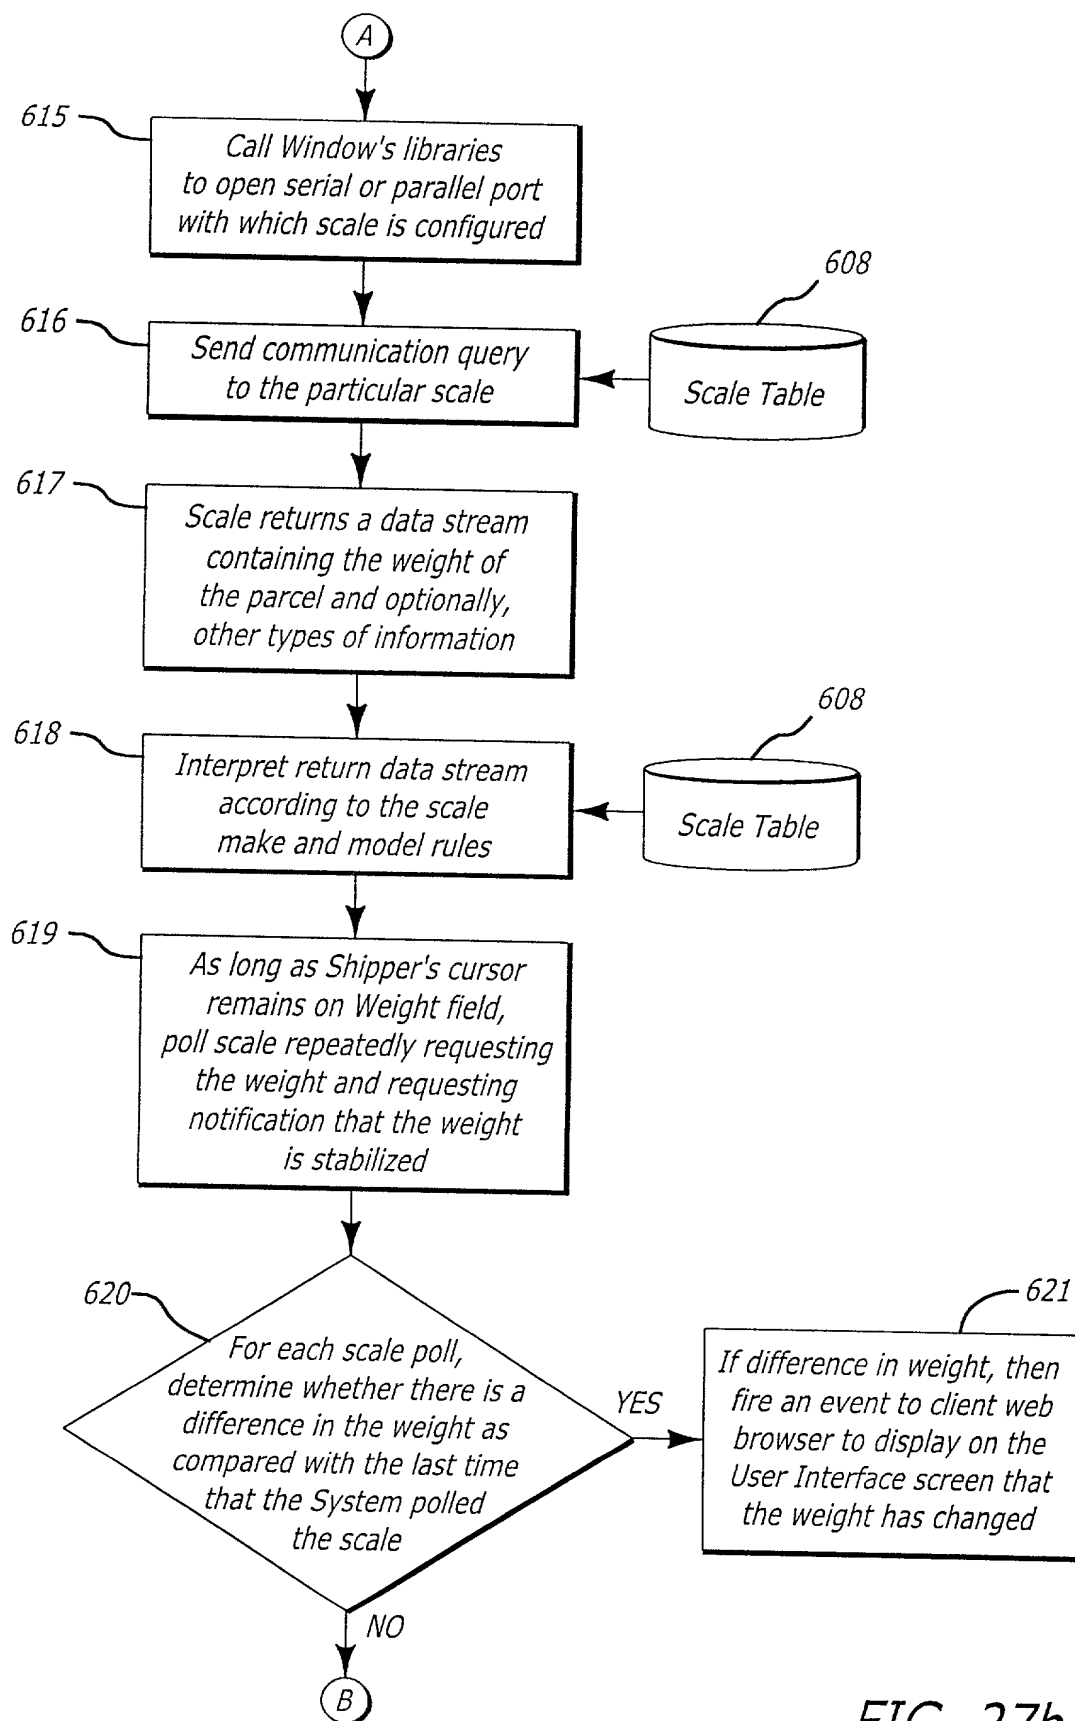 A
615
Call Window's libraries
to open serial or parallel port
with which scale is configured
608
616
Send communication query
to the particular scale
Scale Table
617
Scale returns a data stream
containing the weight of
the parcel and optionally,
other types of information
608
618
Interpret return data stream
according to the scale
make and model rules
Scale Table
619
As long as Shipper's cursor
remains on Weight field,
poll scale repeatedly requesting
the weight and requesting
notification that the weight
is stabilized
620
For each scale poll,
determine whether there is a
difference in the weight as
compared with the last time
that the System polled
the scale
YES
621
If difference in weight, then
fire an event to client web
browser to display on the
User Interface screen that
the weight has changed
NO
B
FIG. 27b